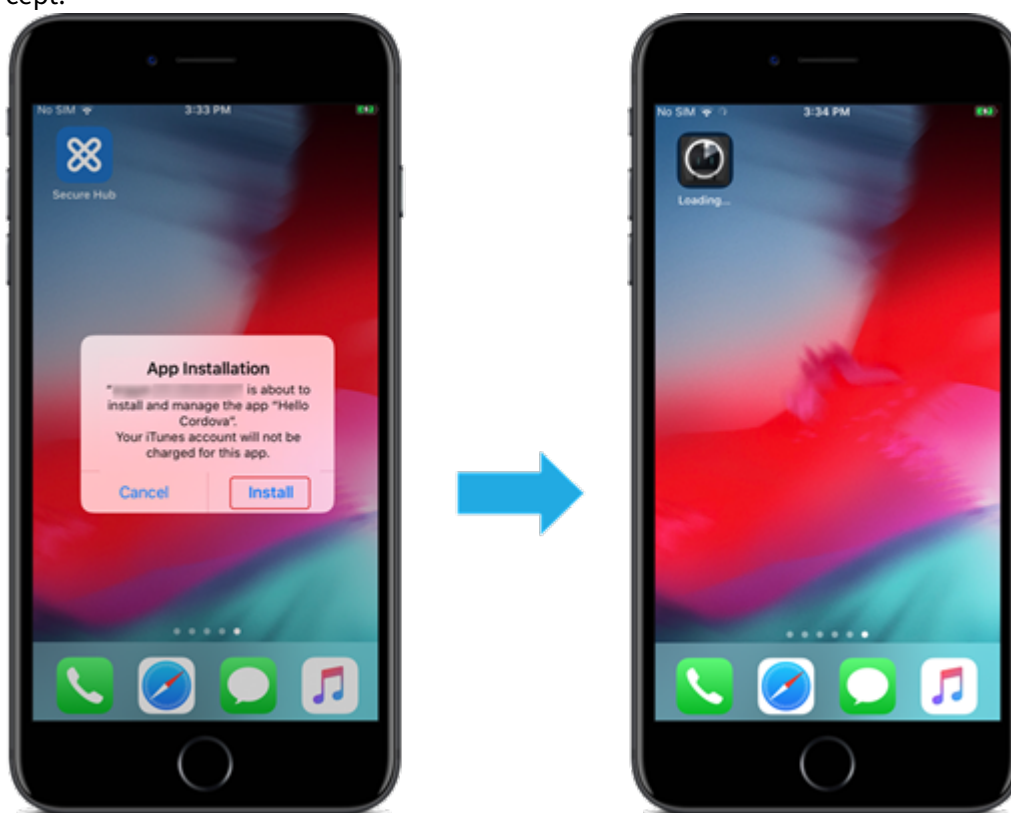 cept.
No SIM 3:33 PM
Secure Hub
App Installation
" is about to
install and manage the app "Hello
Cordova".
Your iTunes account will not be
charged for this app.
Cancel Install
No SIM 3:34 PM
Loading...